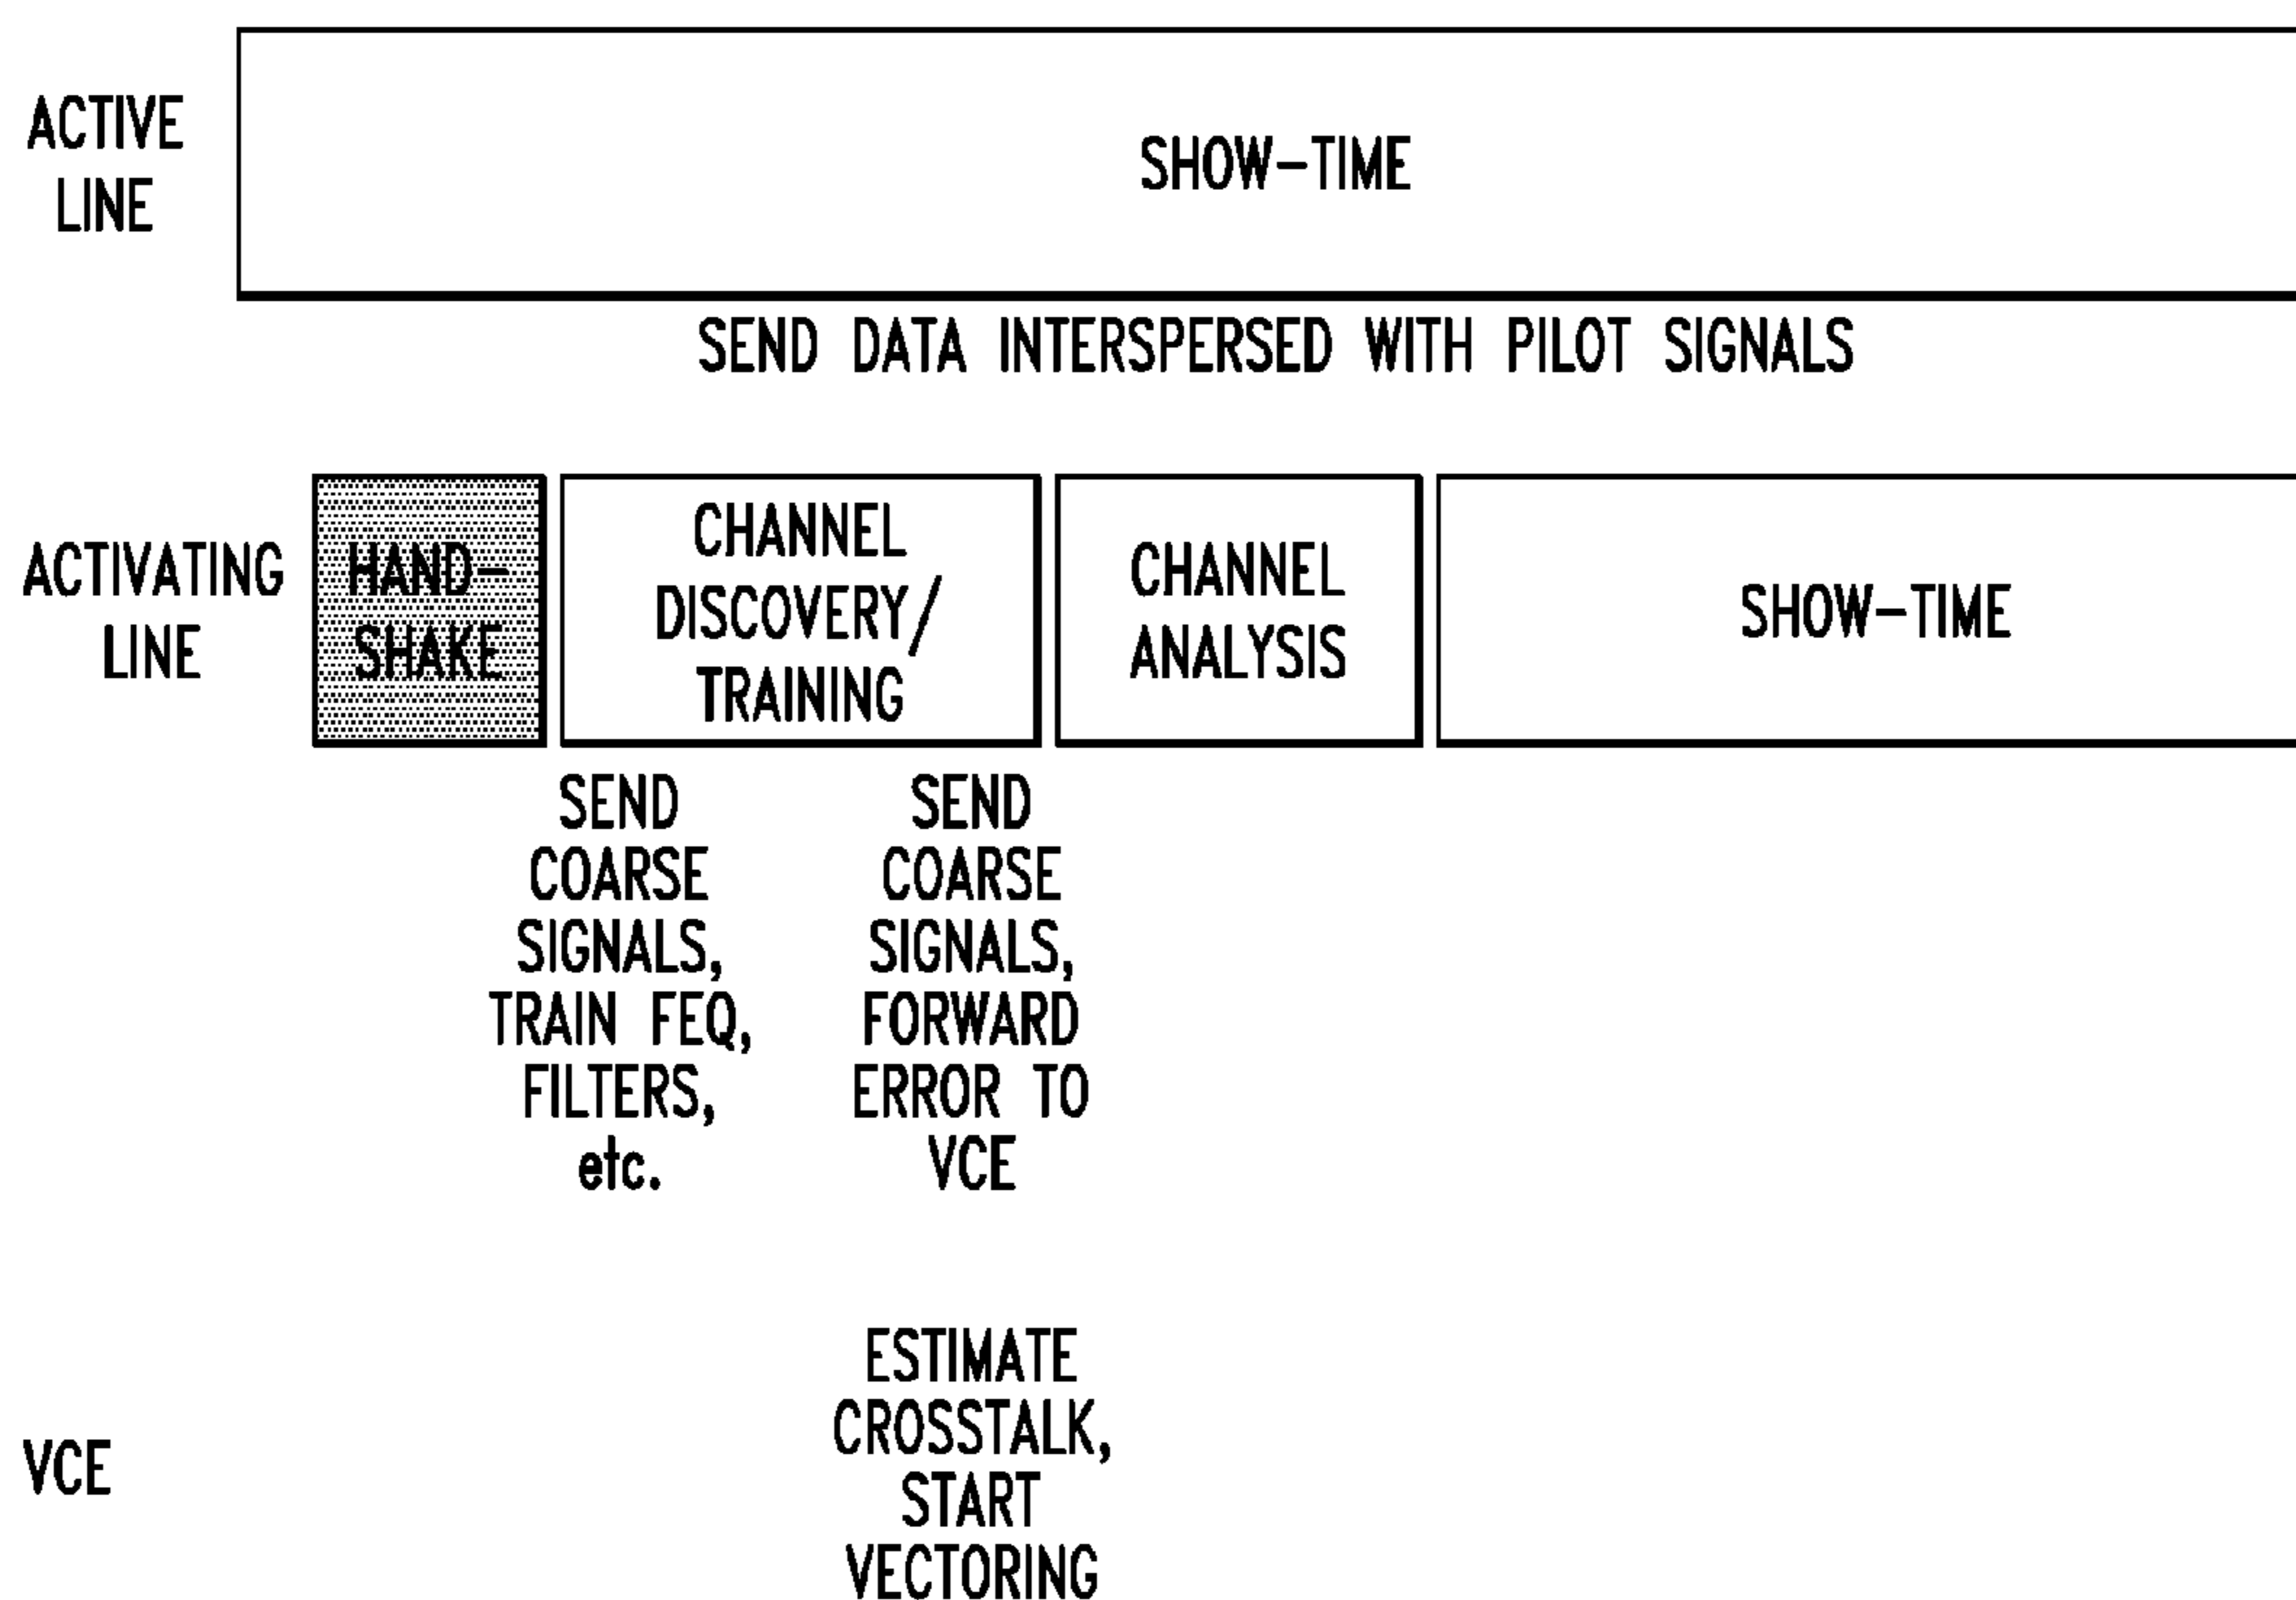 ACTIVE
LINE
SHOW-TIME
SEND DATA INTERSPERSED WITH PILOT SIGNALS
ACTIVATING
LINE
HAND-
SHAKE
CHANNEL
DISCOVERY/
TRAINING
CHANNEL
ANALYSIS
SHOW-TIME
SEND
COARSE
SIGNALS,
TRAIN FEQ,
FILTERS,
etc.
SEND
COARSE
SIGNALS,
FORWARD
ERROR TO
VCE
VCE
ESTIMATE
CROSSTALK,
START
VECTORING